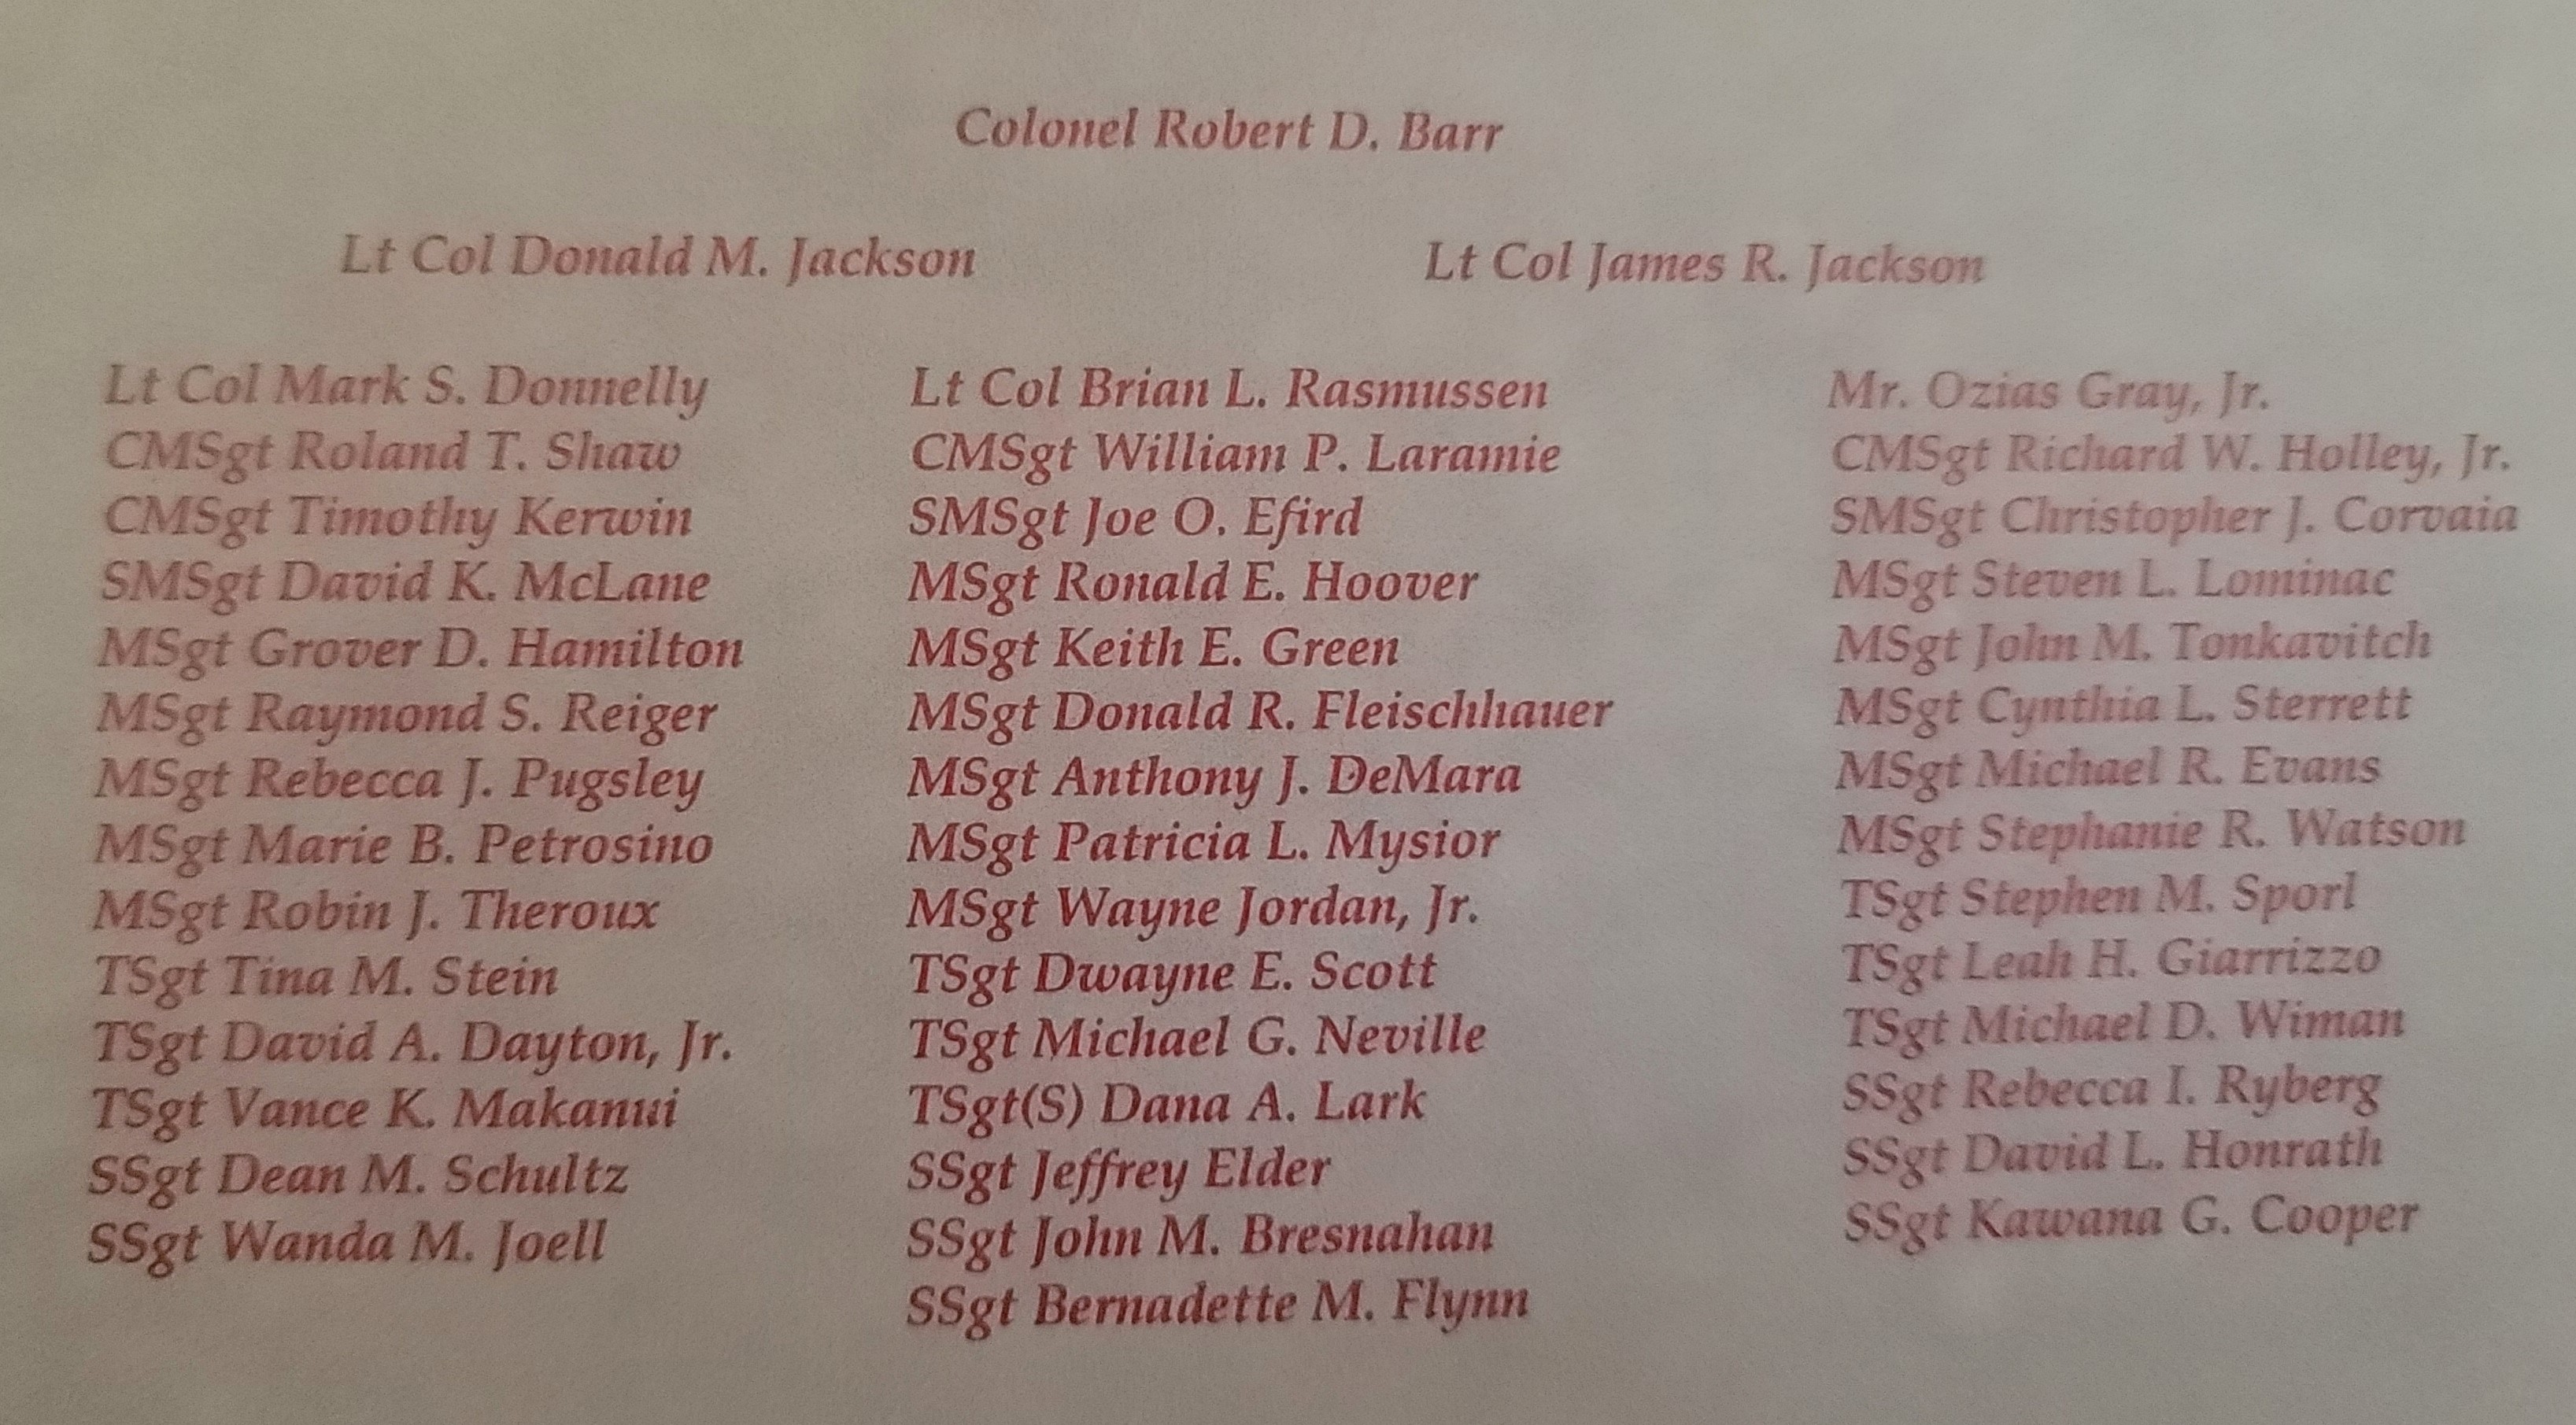 Colonel Robert D. Barr
Lt Col Donald M. Jackson
Lt Col James R. Jackson
Lt Col Mark S. Donnelly
CMSgt Roland T. Shaw
CMSgt Timothy Kerwin
SMSgt David K. McLane
MSgt Grover D. Hamilton
MSgt Raymond S. Reiger
MSgt Rebecca J. Pugsley
MSgt Marie B. Petrosino
MSgt Robin J. Theroux
TSgt Tina M. Stein
TSgt David A. Dayton, Jr.
TSgt Vance K. Makanui
SSgt Dean M. Schultz
SSgt Wanda M. Joell
Lt Col Brian L. Rasmussen
CMSgt William P. Laramie
SMSgt Joe O. Efird
MSgt Ronald E. Hoover
MSgt Keith E. Green
MSgt Donald R. Fleischhauer
MSgt Anthony J. DeMara
MSgt Patricia L. Mysior
MSgt Wayne Jordan, Jr.
TSgt Dwayne E. Scott
TSgt Michael G. Neville
TSgt(S) Dana A. Lark
SSgt Jeffrey Elder
SSgt John M. Bresnahan
SSgt Bernadette M. Flynn
Mr. Ozias Gray, Jr.
CMSgt Richard W. Holley, Jr.
SMSgt Christopher J. Corvaia
MSgt Steven L. Lominac
MSgt John M. Tonkavitch
MSgt Cynthia L. Sterrett
MSgt Michael R. Evans
MSgt Stephanie R. Watson
TSgt Stephen M. Sporl
TSgt Leah H. Giarrizzo
TSgt Michael D. Wiman
SSgt Rebecca I. Ryberg
SSgt David L. Honrath
SSgt Kawana G. Cooper